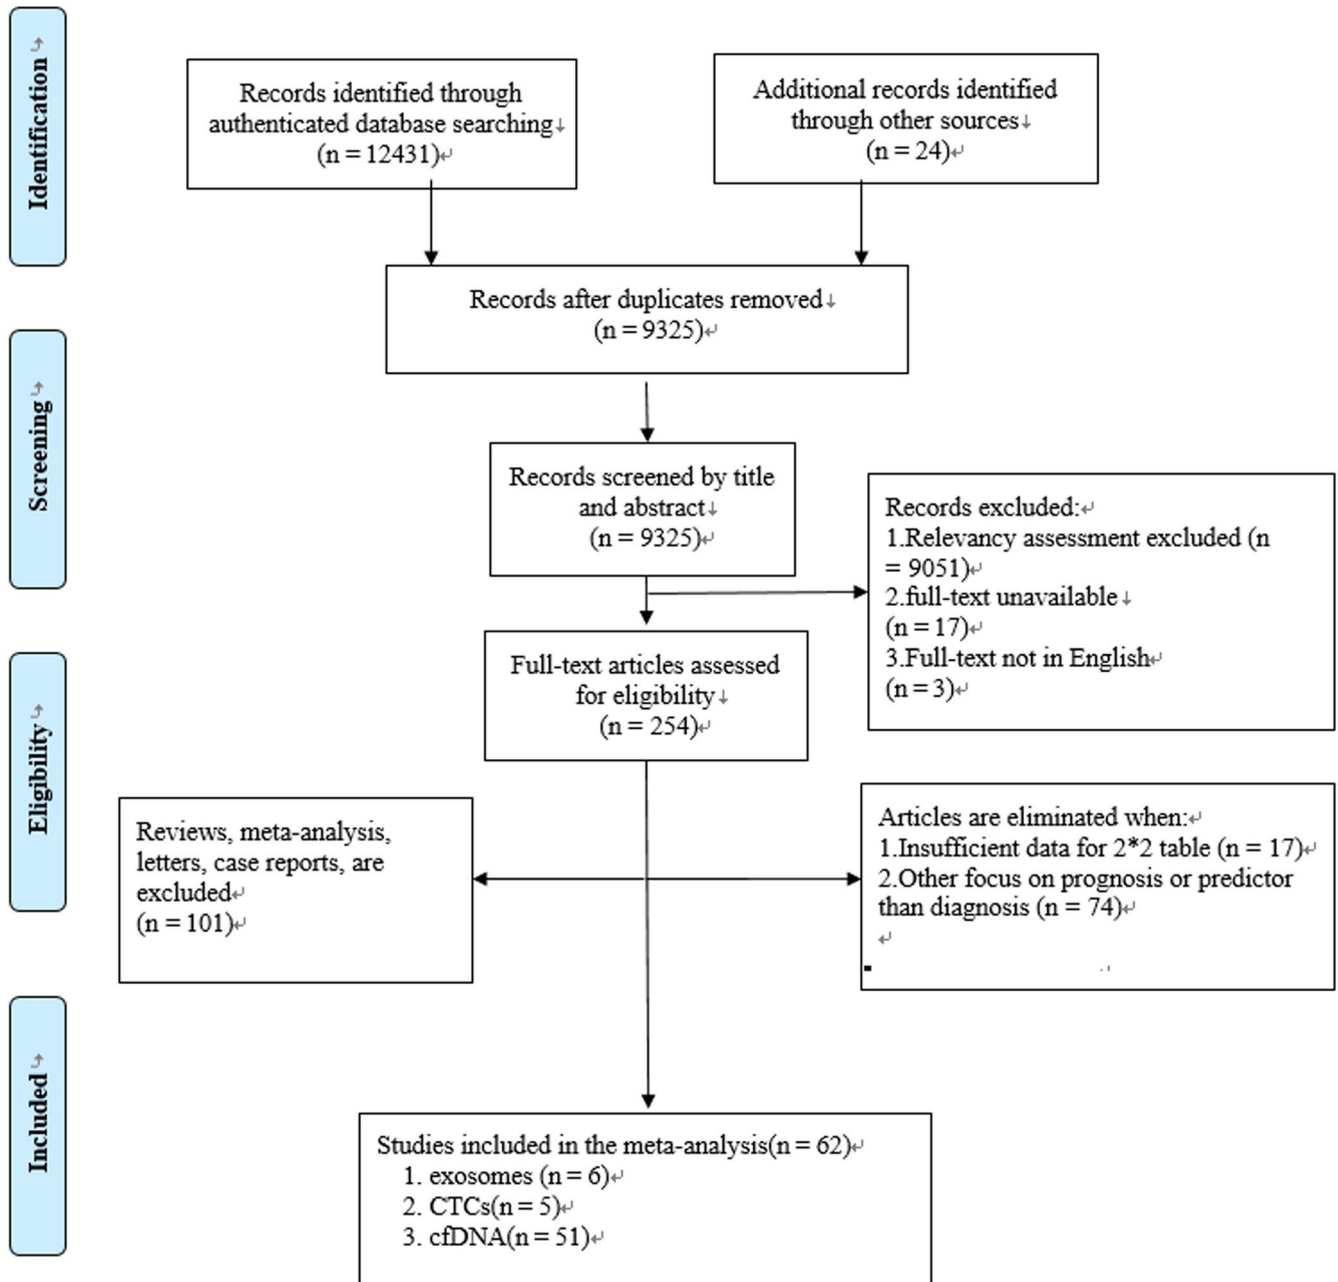 Identification
Records identified through
authenticated database searching↓
(n = 12431)↵
Additional records identified
through other sources↓
(n = 24)↵
Records after duplicates removed↓
(n = 9325)↵
Screening
Records screened by title
and abstract↓
(n = 9325)↵
Records excluded:↵
1.Relevancy assessment excluded (n
= 9051)↵
2.full-text unavailable↓
(n = 17)↵
3.Full-text not in English↵
(n = 3)↵
Eligibility
Full-text articles assessed
for eligibility↓
(n = 254)↵
Reviews, meta-analysis,
letters, case reports, are
excluded↵
(n = 101)↵
Articles are eliminated when:↵
1.Insufficient data for 2*2 table (n = 17)↵
2.Other focus on prognosis or predictor
than diagnosis (n = 74)↵
↵
Included
Studies included in the meta-analysis(n = 62)↵
1. exosomes (n = 6)↵
2. CTCs(n = 5)↵
3. cfDNA(n = 51)↵